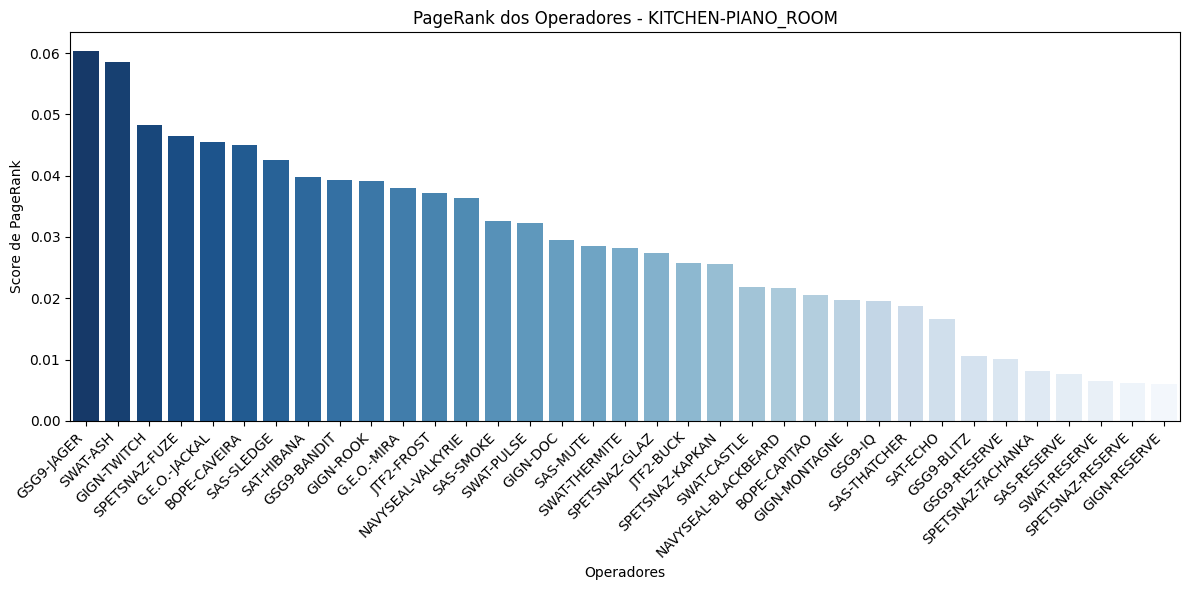 PageRank dos Operadores - KITCHEN-PIANO_ROOM
Score de PageRank
0.06
0.05
0.04
0.03
0.02
0.01
0.00
GSG9-JAGER
SWAT-ASH
GIGN-TWITCH
SPETSNAZ-FUZE
G.E.O.-JACKAL
BOPE-CAVEIRA
SAS-SLEDGE
SAT-HIBANA
GSG9-BANDIT
GIGN-ROOK
G.E.O.-MIRA
JTF2-FROST
NAVYSEAL-VALKYRIE
SAS-SMOKE
SWAT-PULSE
GIGN-DOC
SAS-MUTE
SWAT-THERMITE
SPETSNAZ-GLAZ
JTF2-BUCK
SPETSNAZ-KAPKAN
SWAT-CASTLE
NAVYSEAL-BLACKBEARD
BOPE-CAPITAO
GIGN-MONTAGNE
GSG9-IQ
SAS-THATCHER
SAT-ECHO
GSG9-BLITZ
GSG9-RESERVE
SPETSNAZ-TACHANKA
SAS-RESERVE
SWAT-RESERVE
SPETSNAZ-RESERVE
GIGN-RESERVE
Operadores